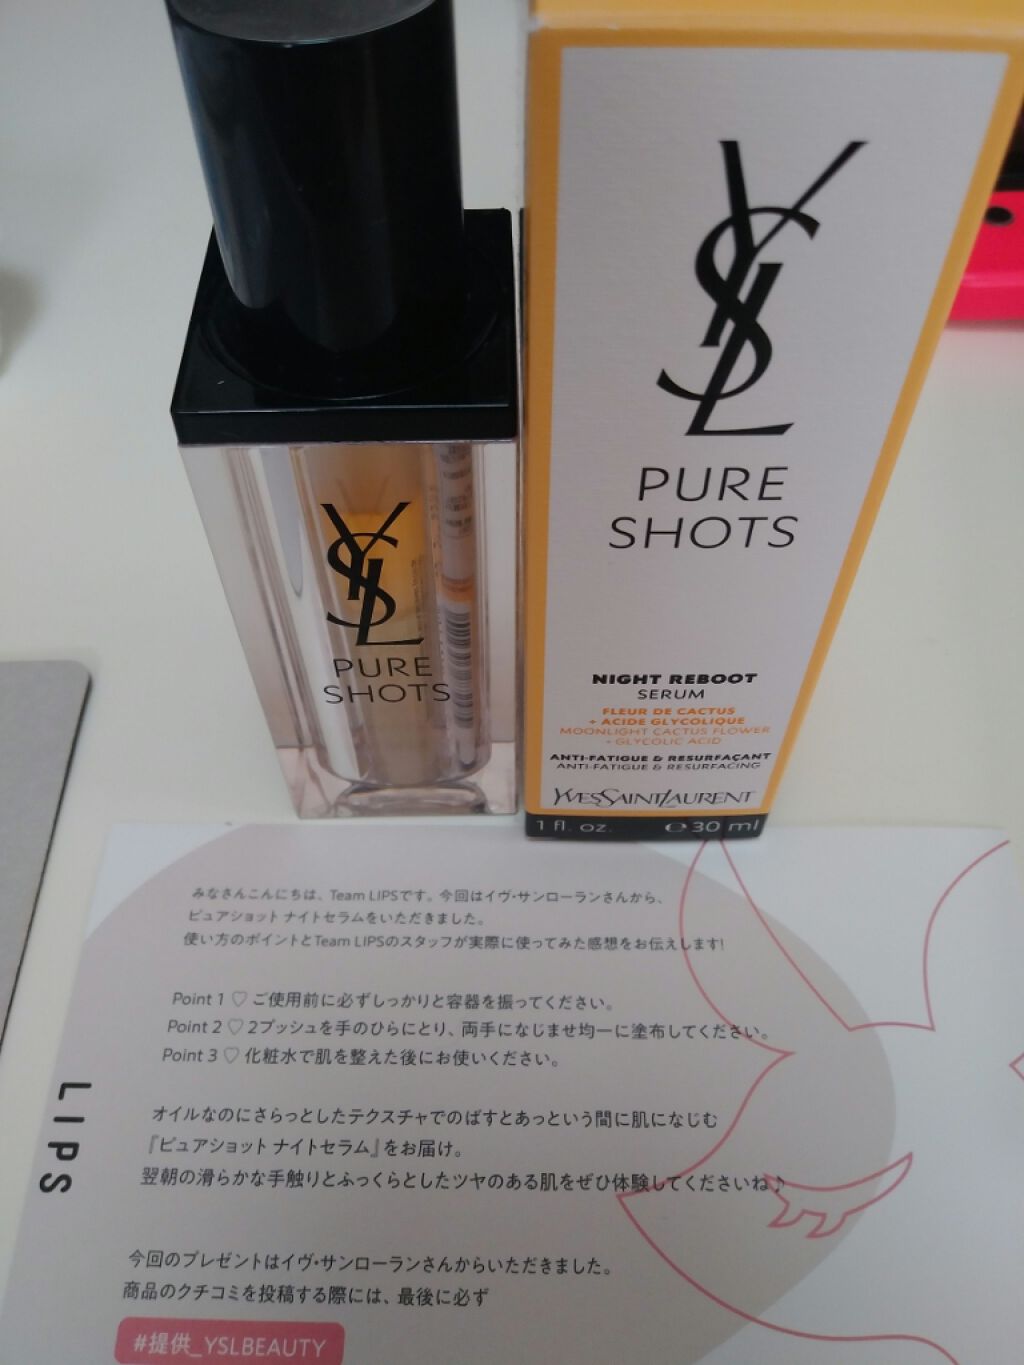 YSL
PURE
SHOTS
YSL
PURE
SHOTS
NIGHT REBOOT
SERUM
FLEUR DE CACTUS
+ ACIDE GLYCOLIQUE
MOONLIGHT CACTUS FLOWER
+ GLYCOLIC ACID
ANTI-FATIGUE & RESURFAÇANT
ANTI-FATIGUE & RESURFACING
YVESSAINTLAURENT
1 fl. oz. ℮30 ml
みなさんこんにちは、Team LIPSです。今回はイヴ・サンローランさんから、
ピュアショット ナイトセラムをいただきました。
使い方のポイントとTeam LIPSのスタッフが実際に使ってみた感想をお伝えします!
Point 1 ♡ ご使用前に必ずしっかりと容器を振ってください。
Point 2 ♡ 2プッシュを手のひらにとり、両手になじませ均一に塗布してください。
Point 3 ♡ 化粧水で肌を整えた後にお使いください。
オイルなのにさらっとしたテクスチャでのばすとあっという間に肌になじむ
『ピュアショット ナイトセラム』をお届け。
翌朝の滑らかな手触りとふっくらとしたツヤのある肌をぜひ体験してくださいね♪
今回のプレゼントはイヴ・サンローランさんからいただきました。
商品のクチコミを投稿する際には、最後に必ず
#提供_YSLBEAUTY
LIPS